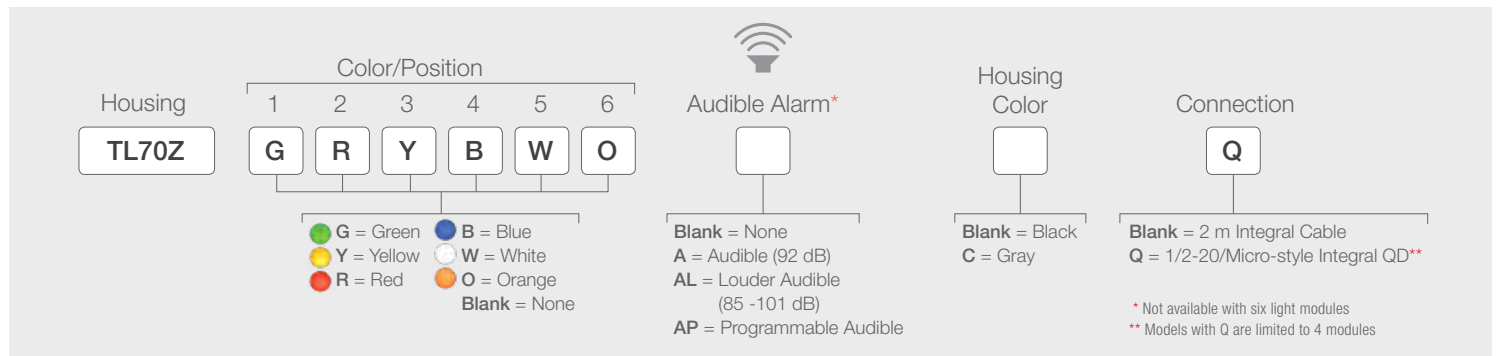 Color/Position
Housing
1 2 3 4 5 6
Audible Alarm*
Housing
Color
Connection
TL70Z
G R Y B W O
Q
G = Green
B = Blue
Y = Yellow
W = White
R = Red
O = Orange
Blank = None
Blank = None
A = Audible (92 dB)
AL = Louder Audible
(85 -101 dB)
AP = Programmable Audible
Blank = Black
C = Gray
Blank = 2 m Integral Cable
Q = 1/2-20/Micro-style Integral QD**
* Not available with six light modules
** Models with Q are limited to 4 modules